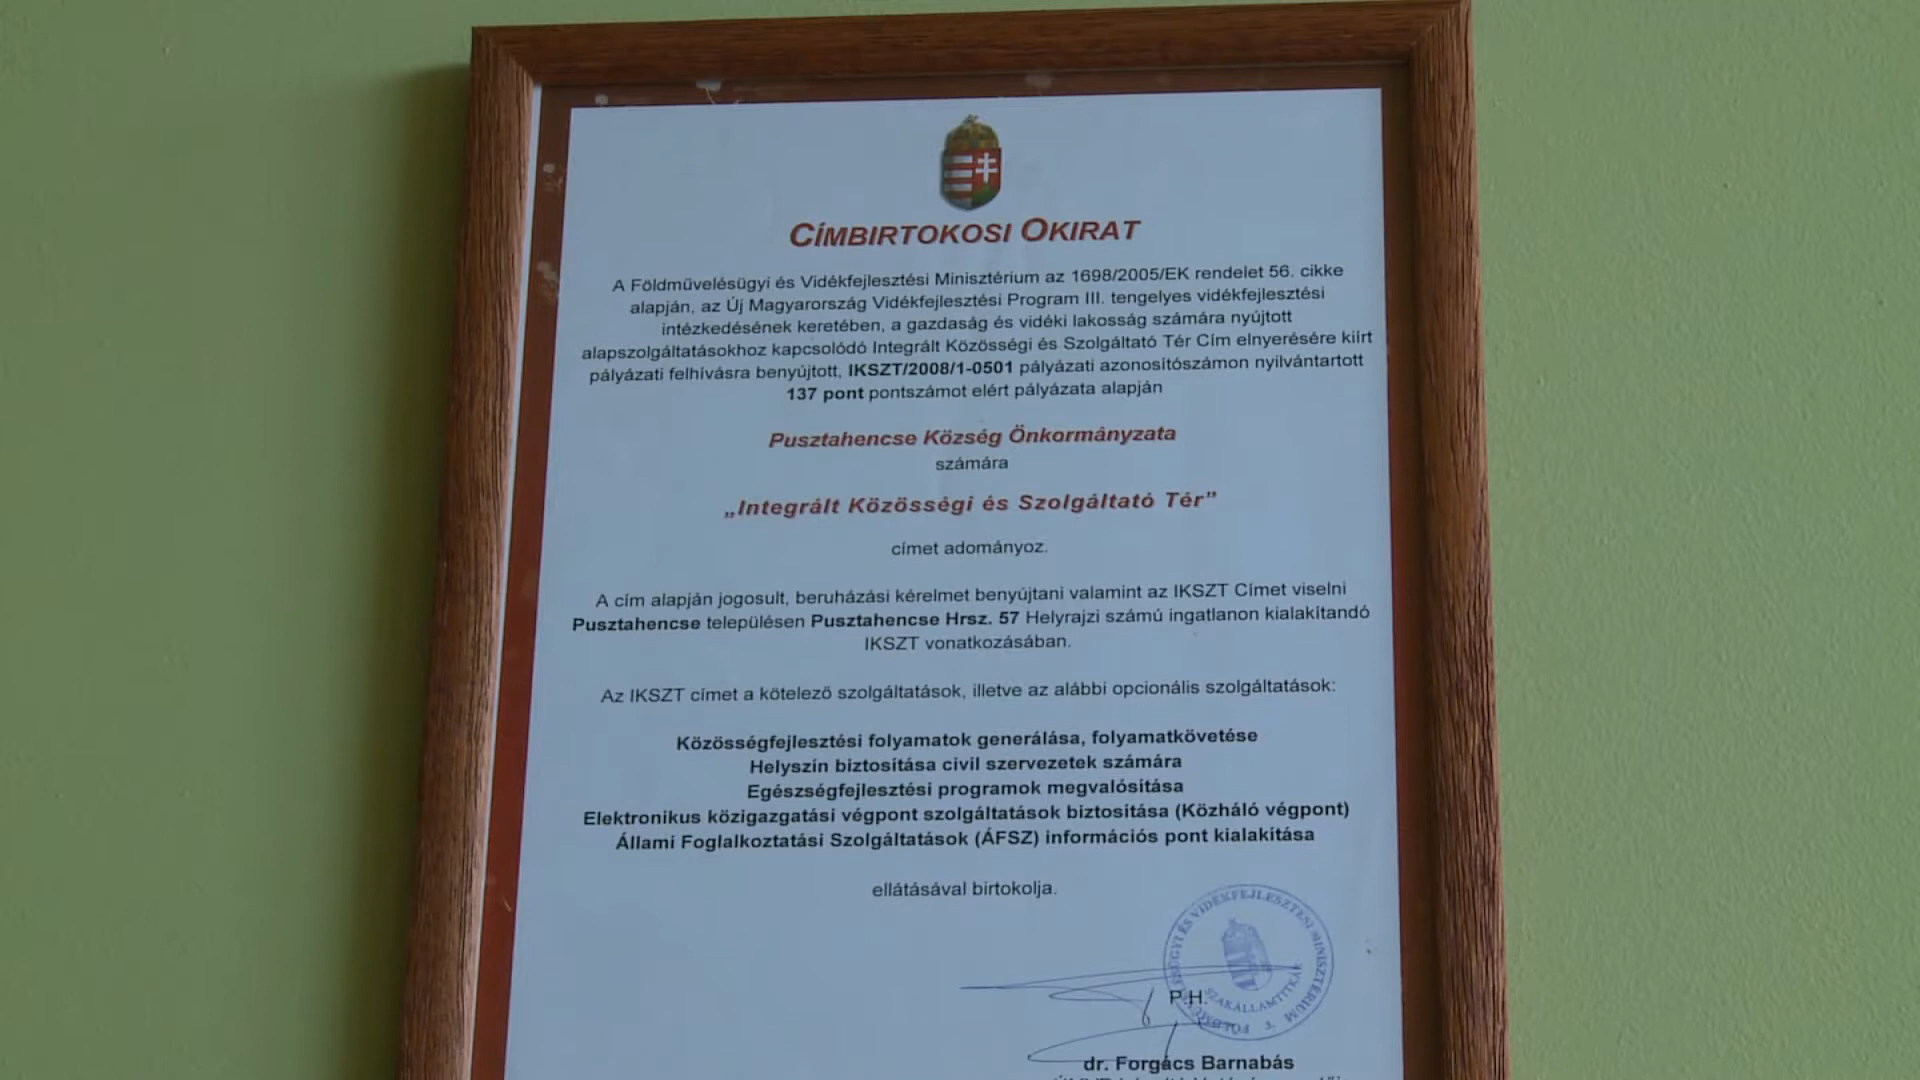 CÍMBIRTOKOSI OKIRAT
A Földművelésügyi és Vidékfejlesztési Minisztérium az 1698/2005/EK rendelet 56. cikke
alapján, az Új Magyarország Vidékfejlesztési Program III. tengelyes vidékfejlesztési
intézkedésének keretében, a gazdaság és vidéki lakosság számára nyújtott
alapszolgáltatásokhoz kapcsolódó Integrált Közösségi és Szolgáltató Tér Cím elnyerésére kiírt
pályázati felhívásra benyújtott, IKSZT/2008/1-0501 pályázati azonosítószámon nyilvántartott
137 pont pontszámot elért pályázata alapján
Pusztahencse Község Önkormányzata
számára
„Integrált Közösségi és Szolgáltató Tér”
címet adományoz.
A cím alapján jogosult, beruházási kérelmet benyújtani valamint az IKSZT Címet viselni
Pusztahencse településen Pusztahencse Hrsz. 57 Helyrajzi számú ingatlanon kialakítandó
IKSZT vonatkozásában.
Az IKSZT címet a kötelező szolgáltatások, illetve az alábbi opcionális szolgáltatások:
Közösségfejlesztési folyamatok generálása, folyamatkövetése
Helyszín biztosítása civil szervezetek számára
Egészségfejlesztési programok megvalósítása
Elektronikus közigazgatási végpont szolgáltatások biztosítása (Közháló végpont)
Állami Foglalkoztatási Szolgáltatások (ÁFSZ) információs pont kialakítása
ellátásával birtokolja.
ÉS VIDÉKFEJLESZTÉSI MINISZTÉRIUM
SZAKÁLLAMTITKÁR
P.H.
dr. Forgács Barnabás